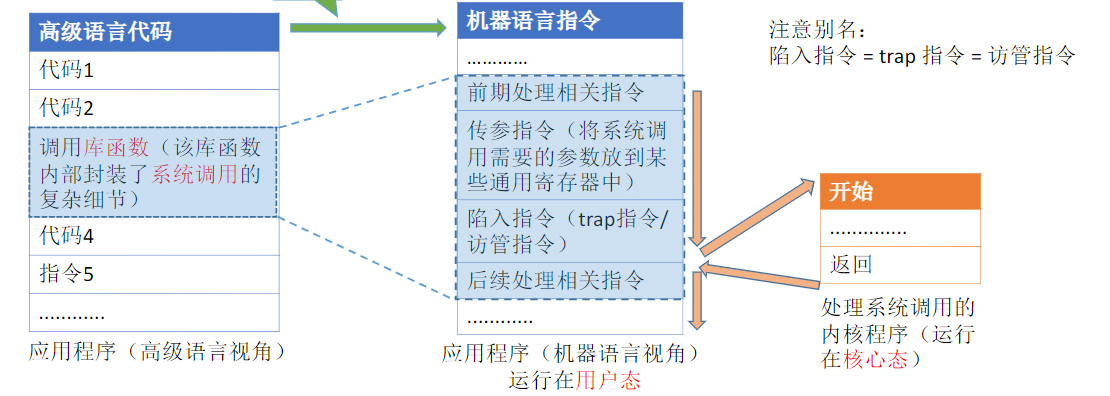 高级语言代码
代码1
代码2
调用库函数（该库函数
内部封装了系统调用的
复杂细节）
代码4
指令5
............
应用程序（高级语言视角）
机器语言指令
............
前期处理相关指令
传参指令（将系统调
用需要的参数放到某
些通用寄存器中）
陷入指令（trap指令/
访管指令）
后续处理相关指令
............
应用程序（机器语言视角）
运行在用户态
注意别名：
陷入指令 = trap 指令 = 访管指令
开始
..............
返回
处理系统调用的
内核程序（运行
在核心态）